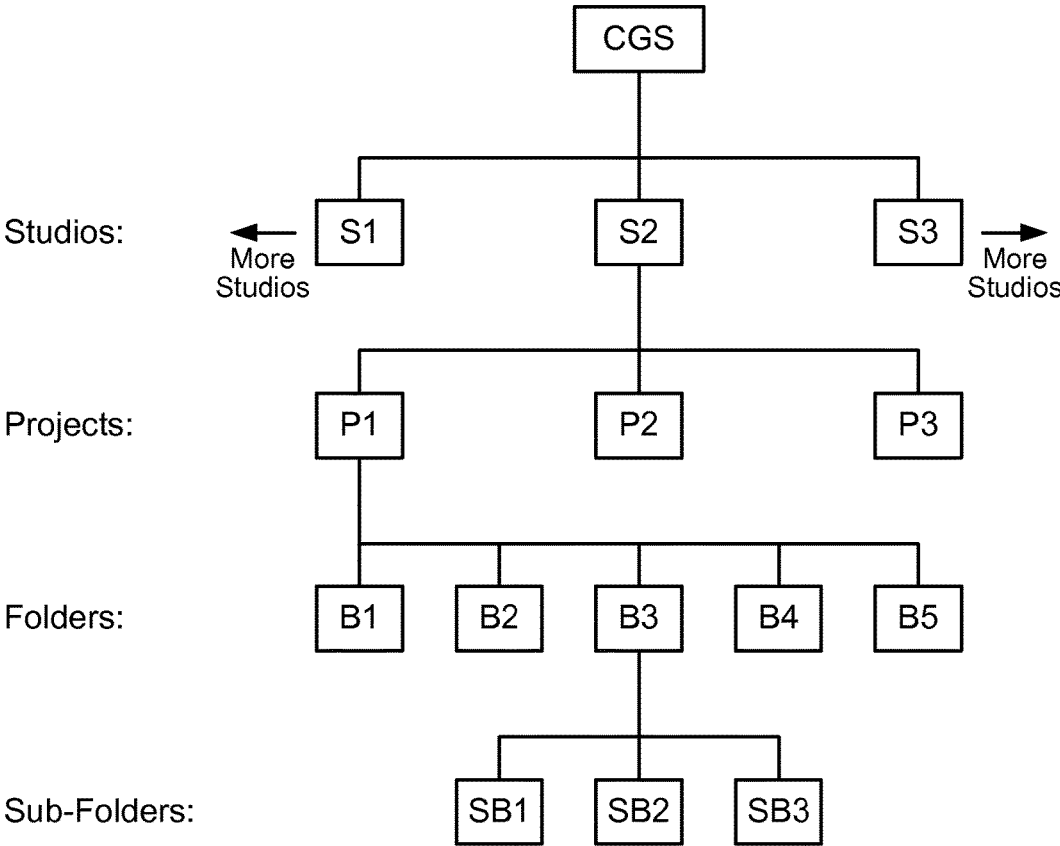 CGS
Studios:
S1
S2
S3
More
Studios
More
Studios
Projects:
P1
P2
P3
Folders:
B1
B2
B3
B4
B5
Sub-Folders:
SB1
SB2
SB3